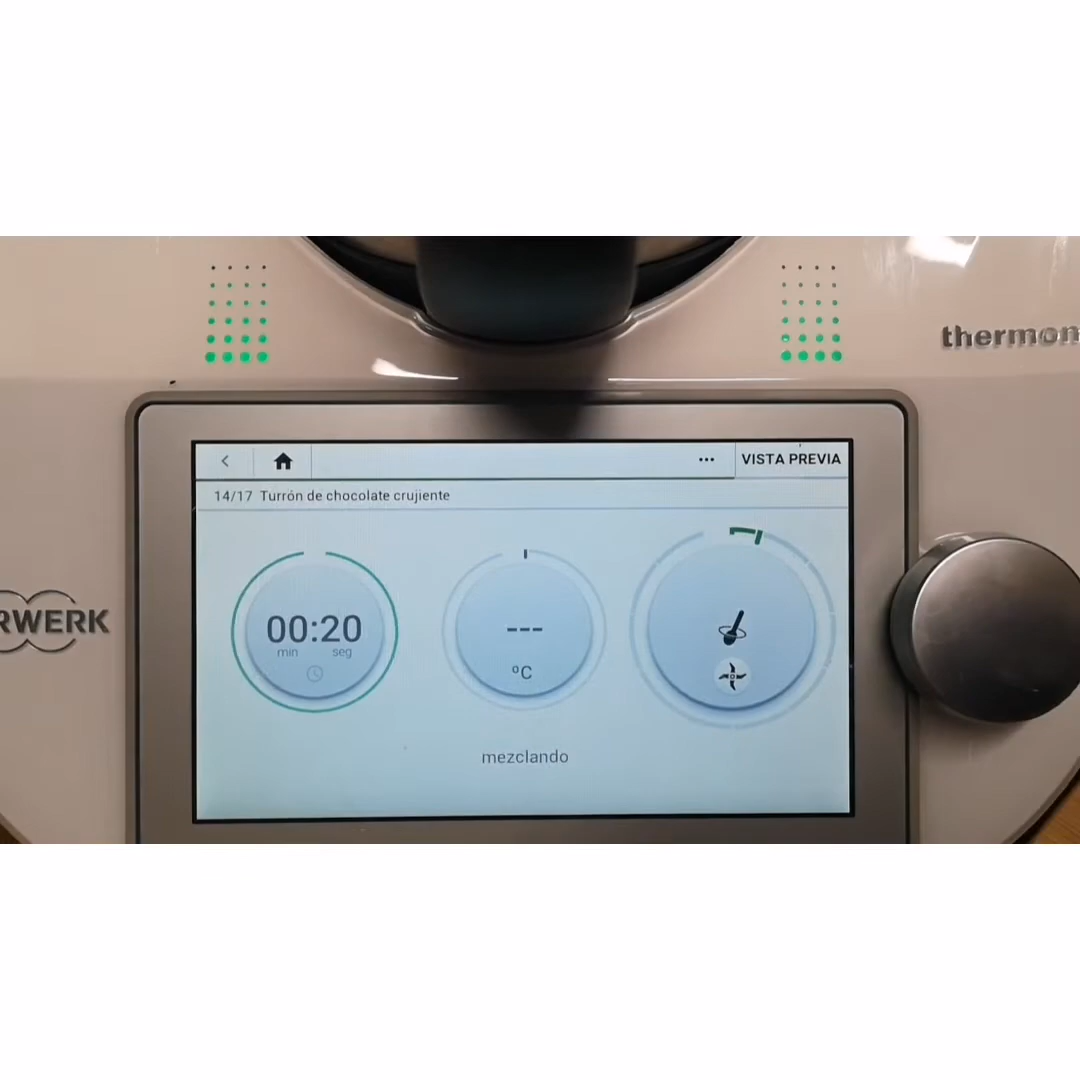 thermom
VISTA PREVIA
14/17 Turrón de chocolate crujiente
00:20
min seg
---
ºC
RWERK
mezclando